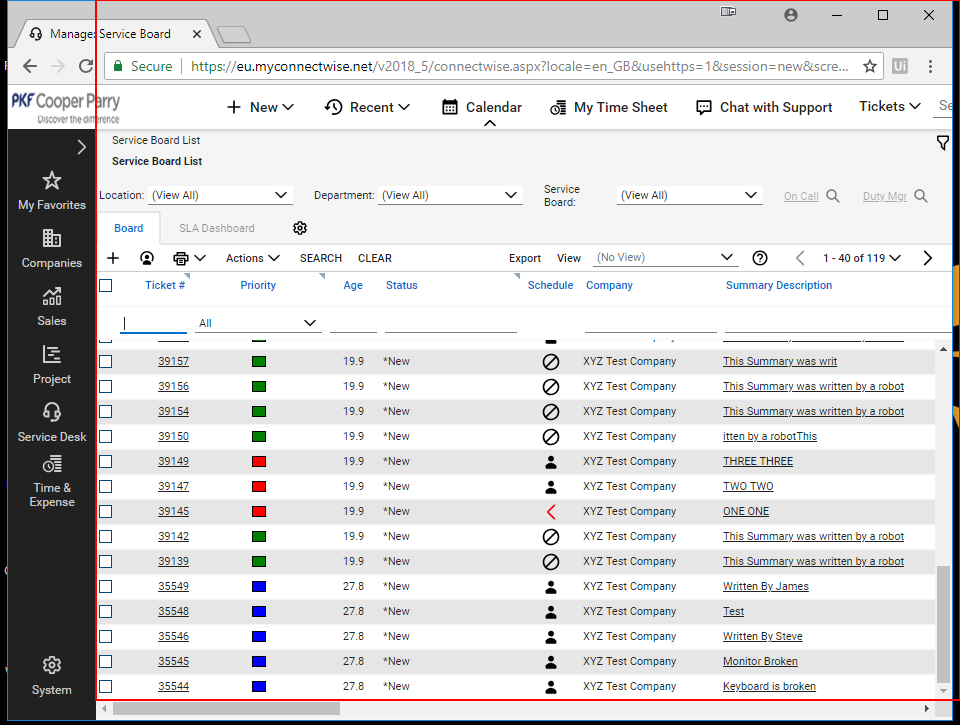 Manage: Service Board
Secure https://eu.myconnectwise.net/v2018_5/connectwise.aspx?locale=en_GB&usehttps=1&session=new&scre... Ui
PKF Cooper Parry
Discover the difference
New Recent Calendar My Time Sheet Chat with Support Tickets Se
Service Board List
Service Board List
Location: (View All) Department: (View All) Service Board: (View All) On Call Duty Mgr
Board SLA Dashboard
Actions SEARCH CLEAR Export View (No View) 1 - 40 of 119
Ticket # Priority Age Status Schedule Company Summary Description
All
39157 19.9 *New XYZ Test Company This Summary was writ
39156 19.9 *New XYZ Test Company This Summary was written by a robot
39154 19.9 *New XYZ Test Company This Summary was written by a robot
39150 19.9 *New XYZ Test Company itten by a robotThis
39149 19.9 *New XYZ Test Company THREE THREE
39147 19.9 *New XYZ Test Company TWO TWO
39145 19.9 *New XYZ Test Company ONE ONE
39142 19.9 *New XYZ Test Company This Summary was written by a robot
39139 19.9 *New XYZ Test Company This Summary was written by a robot
35549 27.8 *New XYZ Test Company Written By James
35548 27.8 *New XYZ Test Company Test
35546 27.8 *New XYZ Test Company Written By Steve
35545 27.8 *New XYZ Test Company Monitor Broken
35544 27.8 *New XYZ Test Company Keyboard is broken
My Favorites
Companies
Sales
Project
Service Desk
Time &
Expense
System